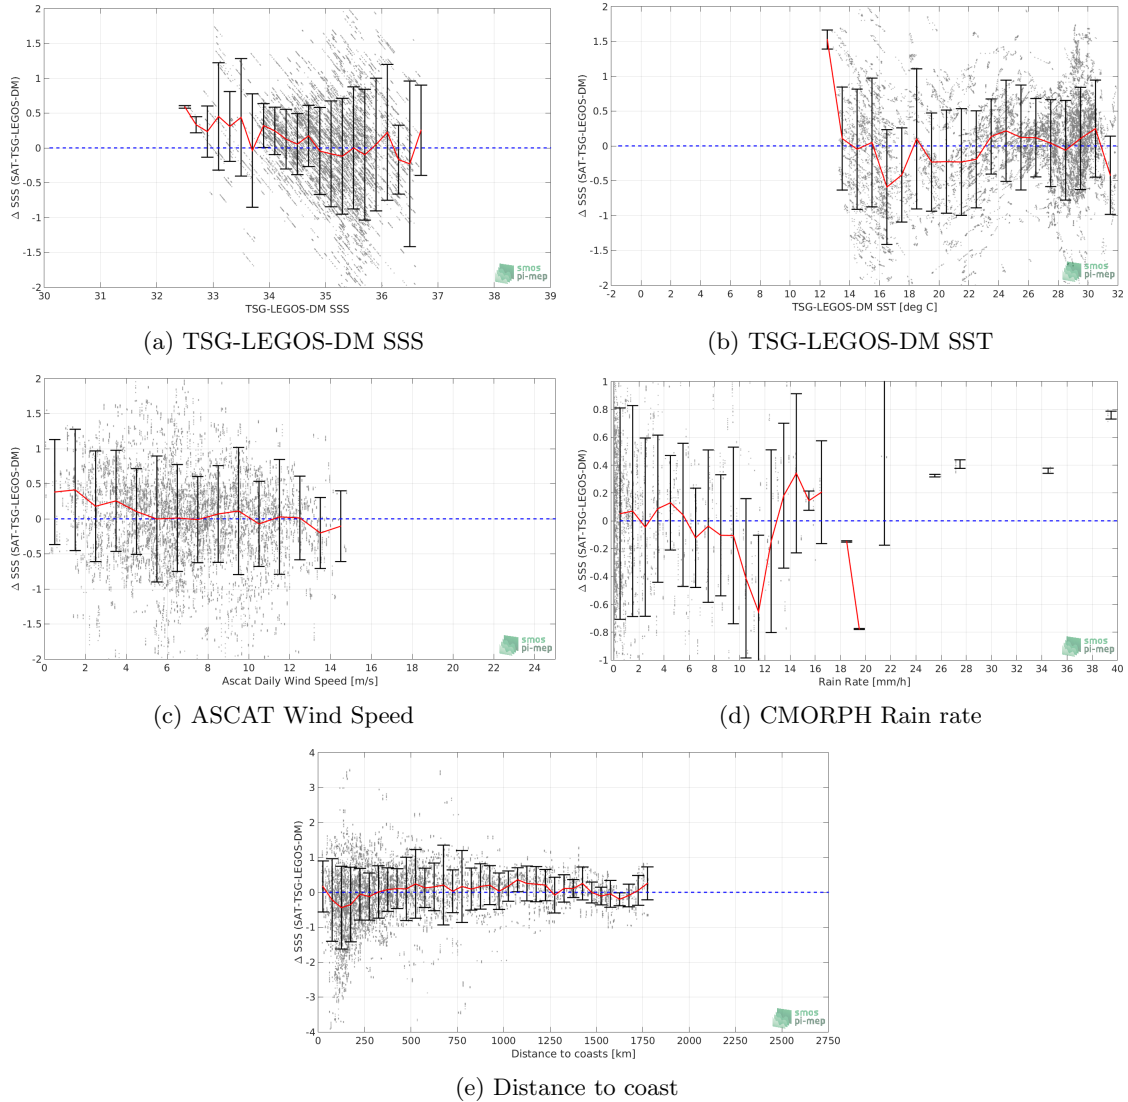 2
1.5
1
0.5
0
-0.5
-1
-1.5
-2
Δ SSS (SAT-TSG-LEGOS-DM)
30 31 32 33 34 35 36 37 38 39
TSG-LEGOS-DM SSS
smos
pi-mep
(a) TSG-LEGOS-DM SSS
2
1.5
1
0.5
0
-0.5
-1
-1.5
-2
Δ SSS (SAT-TSG-LEGOS-DM)
-2 0 2 4 6 8 10 12 14 16 18 20 22 24 26 28 30 32
TSG-LEGOS-DM SST [deg C]
smos
pi-mep
(b) TSG-LEGOS-DM SST
2
1.5
1
0.5
0
-0.5
-1
-1.5
-2
Δ SSS (SAT-TSG-LEGOS-DM)
0 2 4 6 8 10 12 14 16 18 20 22 24
Ascat Daily Wind Speed [m/s]
smos
pi-mep
(c) ASCAT Wind Speed
1
0.8
0.6
0.4
0.2
0
-0.2
-0.4
-0.6
-0.8
-1
Δ SSS (SAT-TSG-LEGOS-DM)
0 2 4 6 8 10 12 14 16 18 20 22 24 26 28 30 32 34 36 38 40
Rain Rate [mm/h]
smos
pi-mep
(d) CMORPH Rain rate
4
3
2
1
0
-1
-2
-3
-4
Δ SSS (SAT-TSG-LEGOS-DM)
0 250 500 750 1000 1250 1500 1750 2000 2250 2500 2750
Distance to coasts [km]
smos
pi-mep
(e) Distance to coast